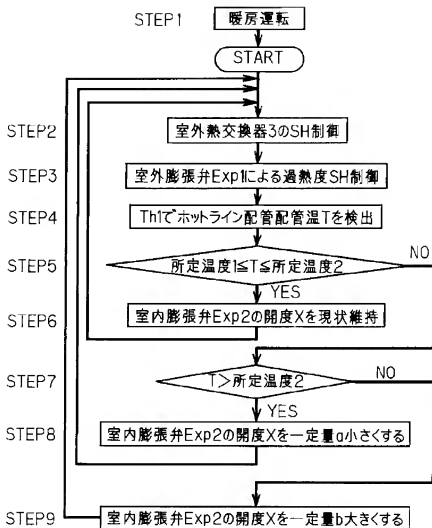 STEP1 暖房運転
START
STEP2 室外熱交換器3のSH制御
STEP3 室外膨張弁Exp1による過熱度SH制御
STEP4 Th1でホットライン配管配管温Tを検出
STEP5 所定温度1≦T≦所定温度2 NO
YES
STEP6 室内膨張弁Exp2の開度Xを現状維持
STEP7 T>所定温度2 NO
YES
STEP8 室内膨張弁Exp2の開度Xを一定量a小さくする
STEP9 室内膨張弁Exp2の開度Xを一定量b大きくする